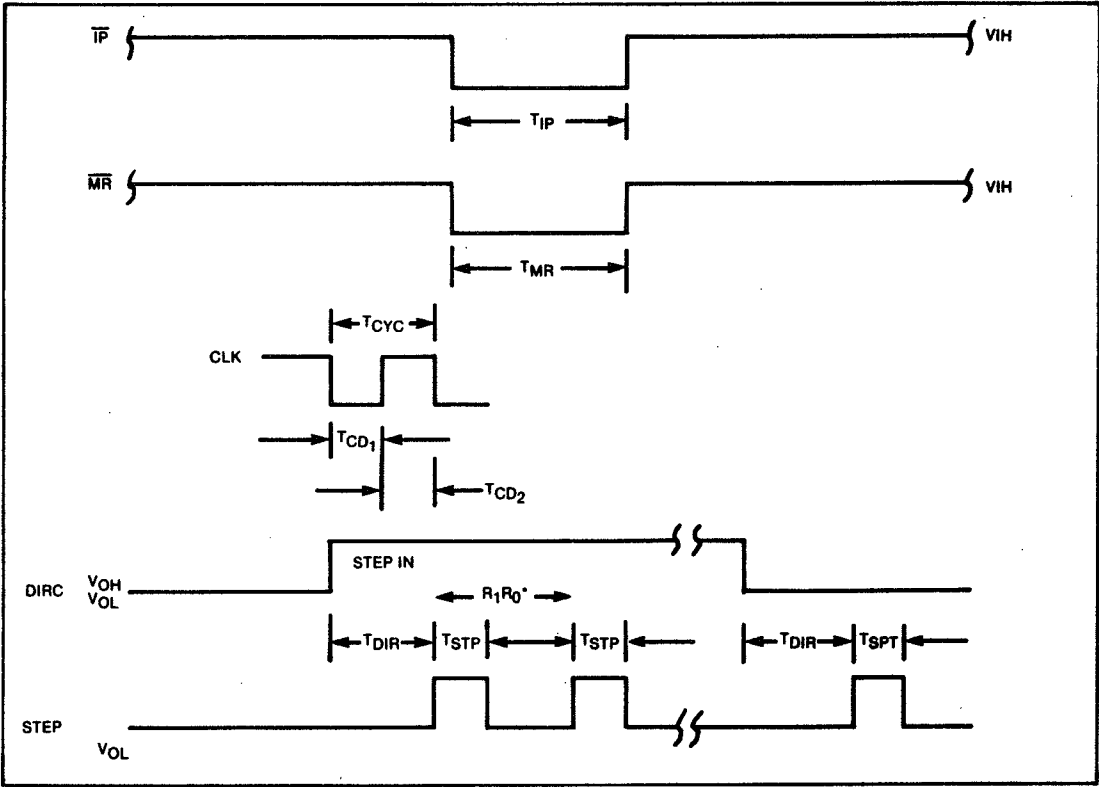 IP VIH
TIP
MR VIH
TMR
TCYC
CLK
TCD1
TCD2
STEP IN
DIRC VOH
VOL
R1R0*
TDIR TSTP TSTP TDIR TSPT
STEP
VOL